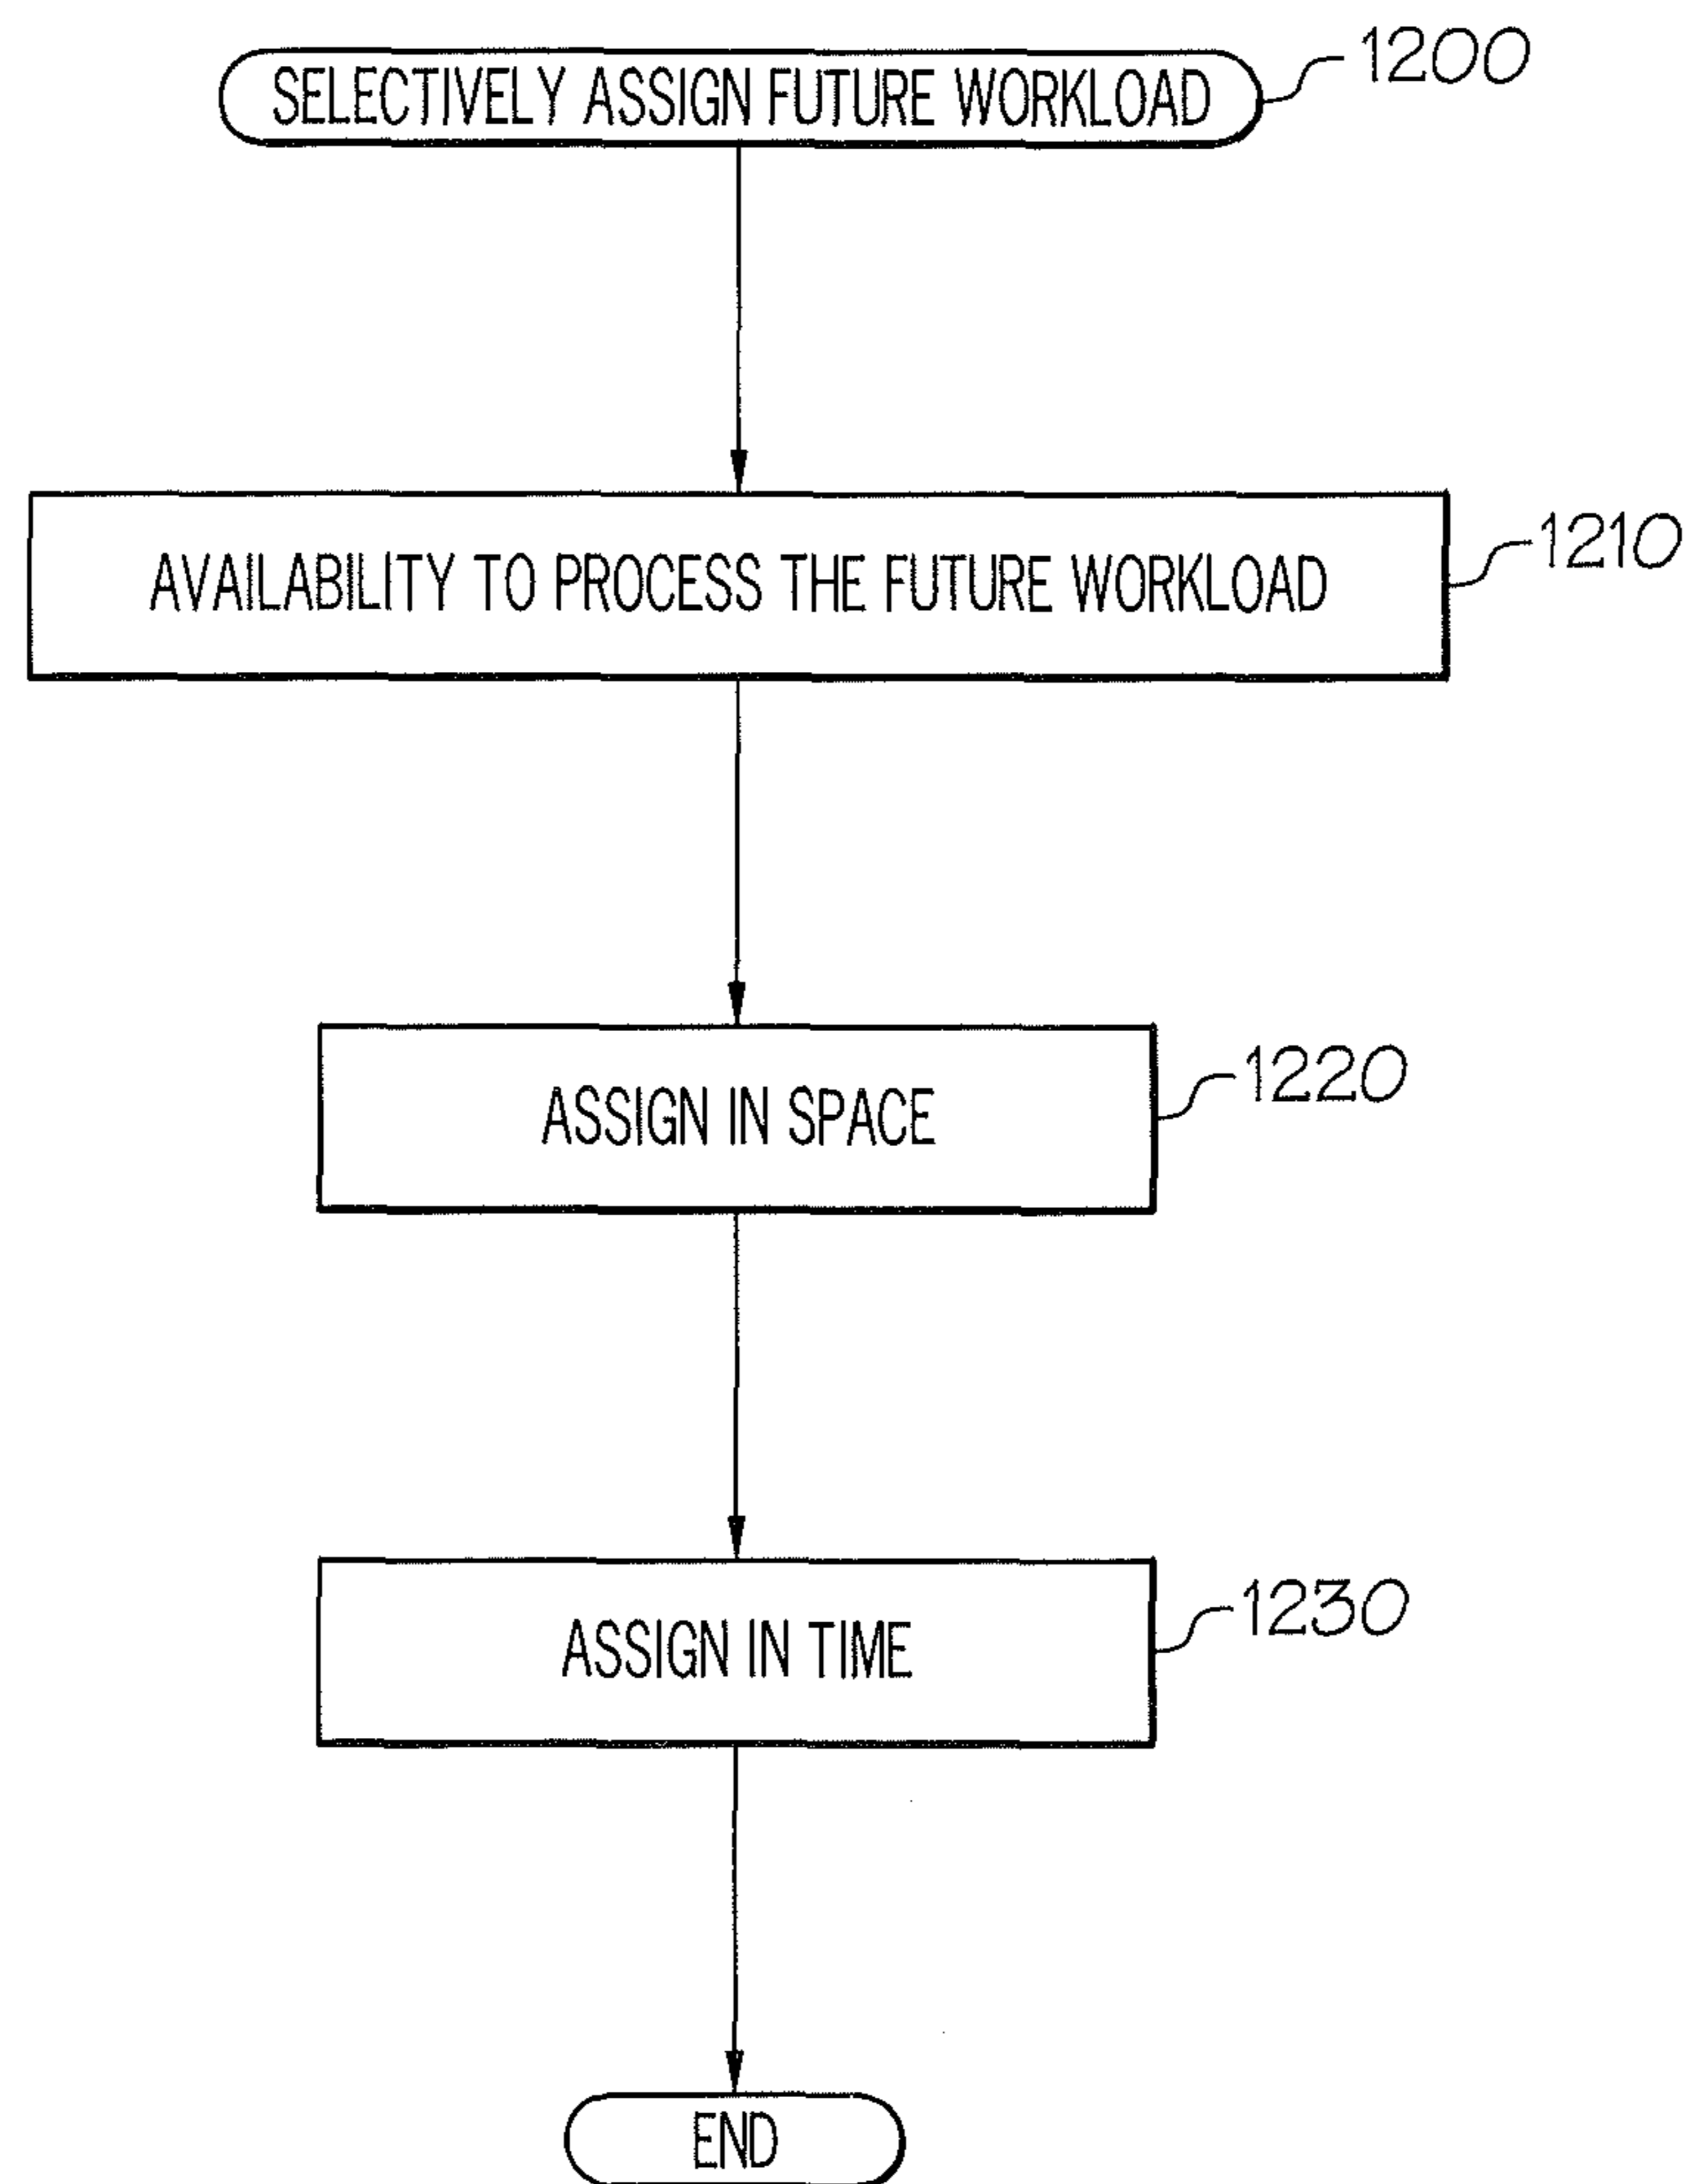 SELECTIVELY ASSIGN FUTURE WORKLOAD
1200
AVAILABILITY TO PROCESS THE FUTURE WORKLOAD
1210
ASSIGN IN SPACE
1220
ASSIGN IN TIME
1230
END